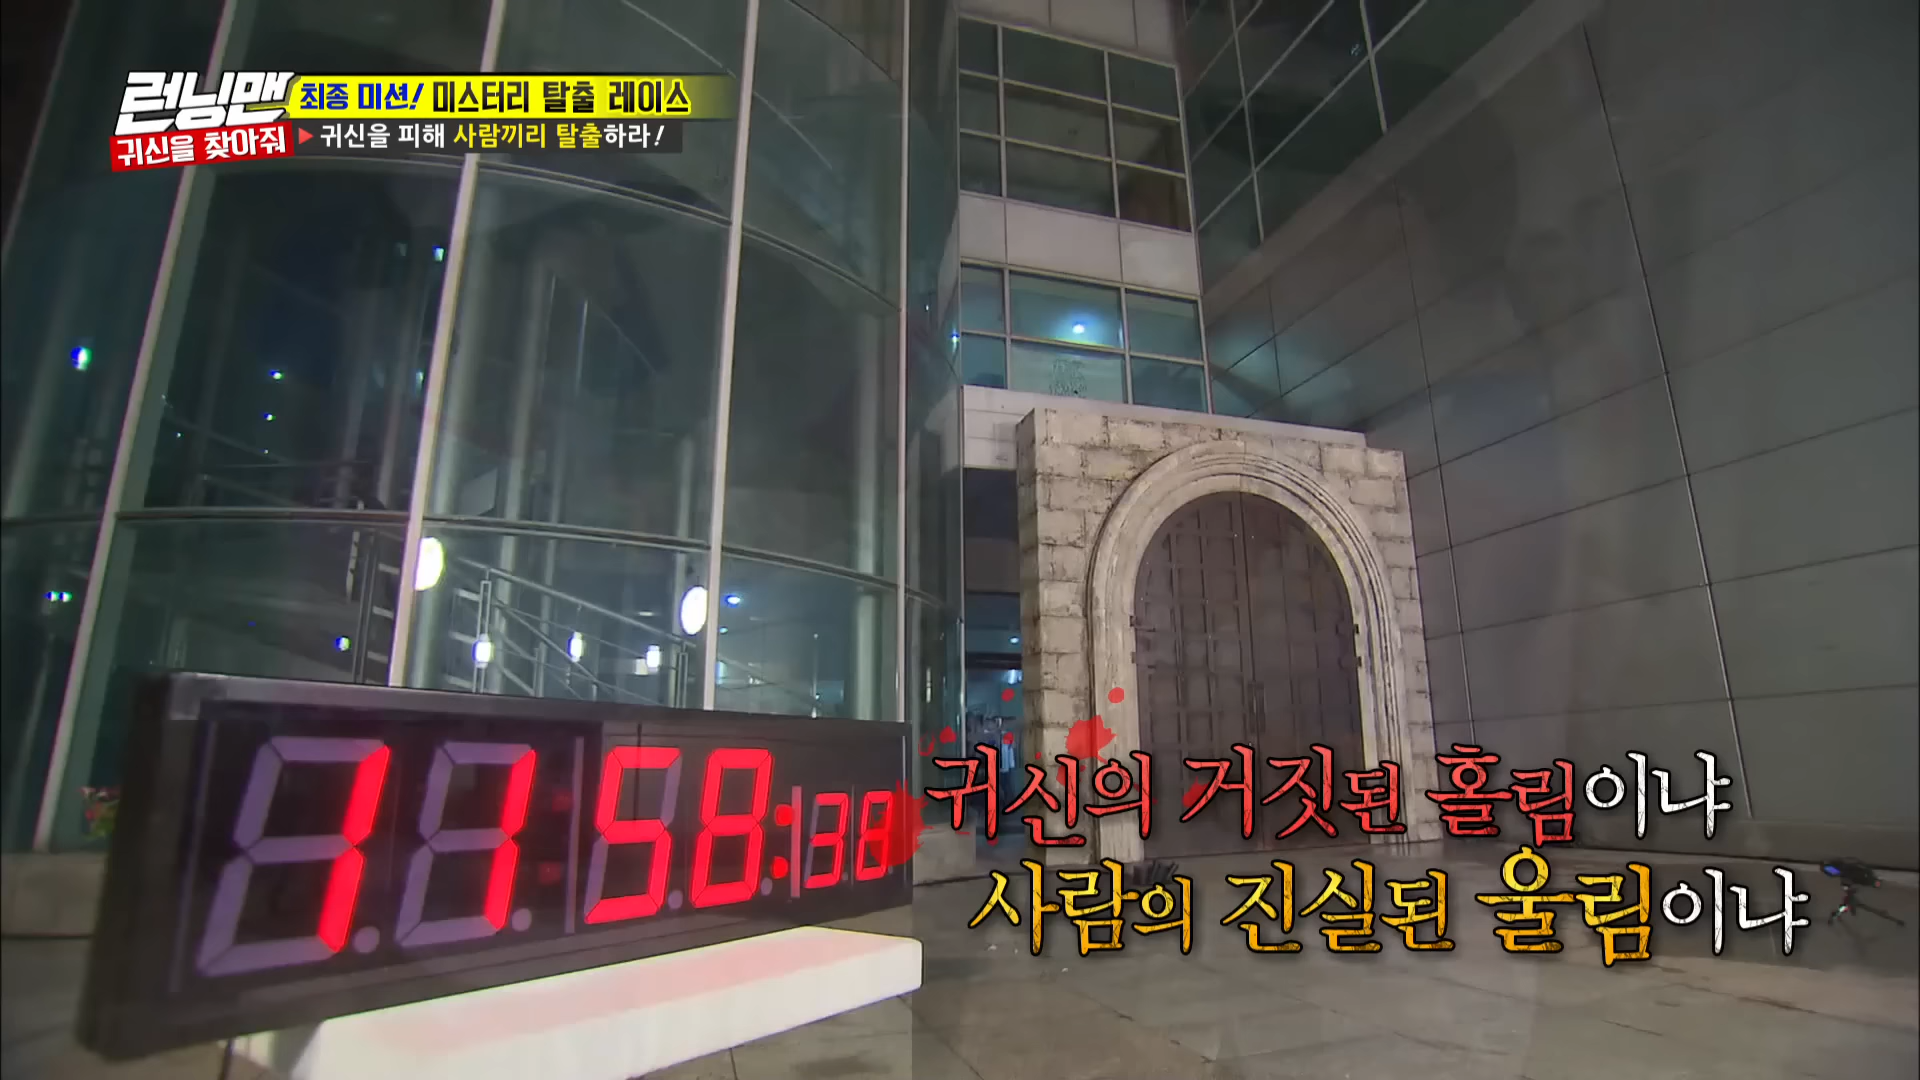 런닝맨
귀신을 찾아줘
최종 미션! 미스터리 탈출 레이스
▶귀신을 피해 사람끼리 탈출하라!
11 58:38
귀신의 거짓된 홀림이냐
사람의 진실된 울림이냐